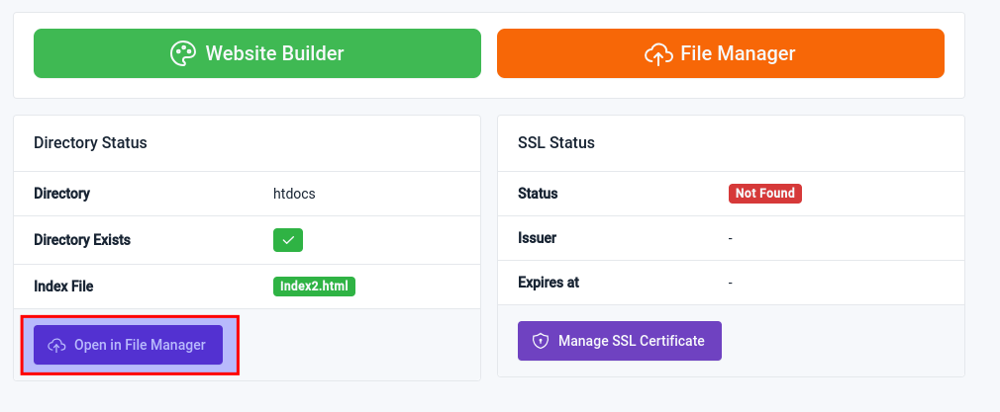 Website Builder
File Manager
Directory Status
Directory htdocs
Directory Exists
Index File Index2.html
Open in File Manager
SSL Status
Status Not Found
Issuer -
Expires at -
Manage SSL Certificate